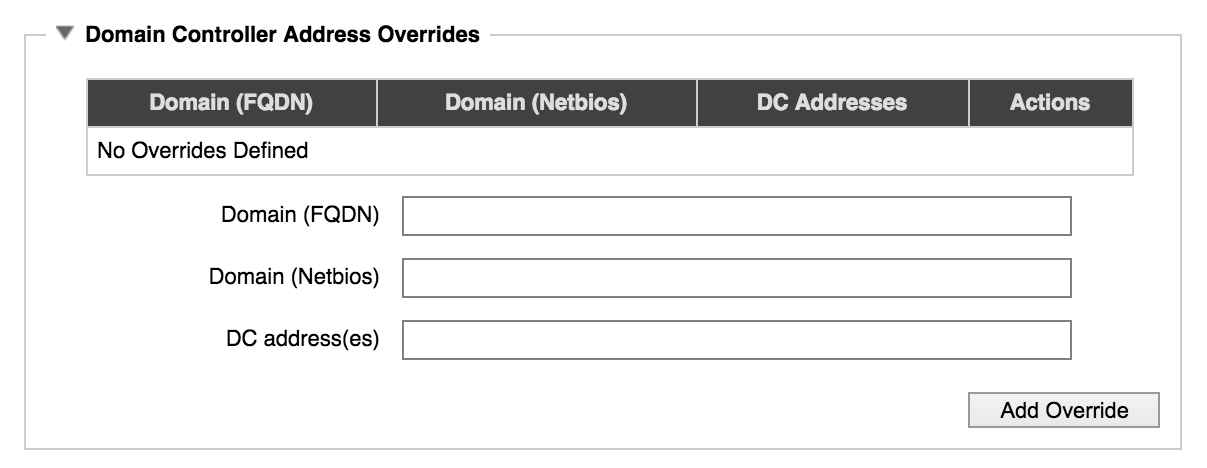 Domain Controller Address Overrides
Domain (FQDN) Domain (Netbios) DC Addresses Actions
No Overrides Defined
Domain (FQDN)
Domain (Netbios)
DC address(es)
Add Override